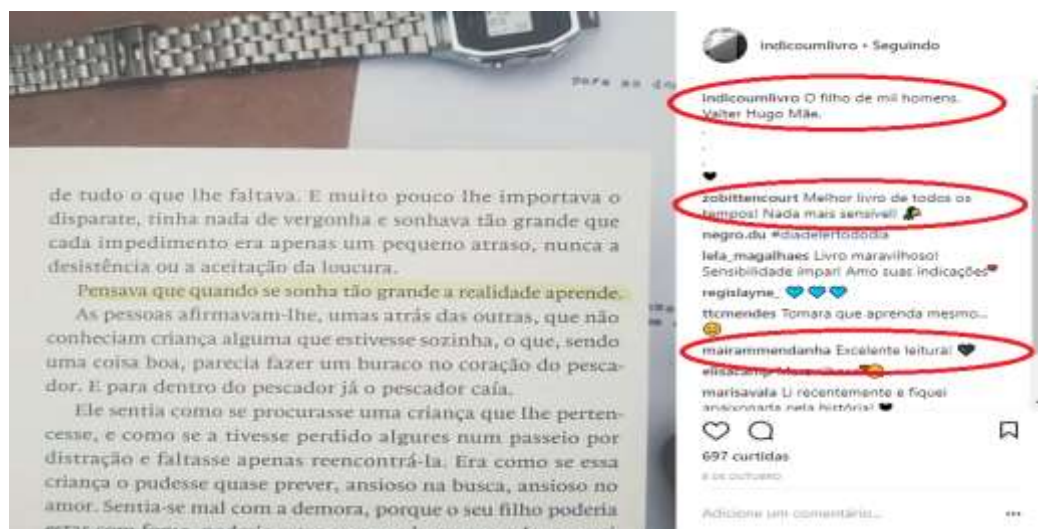 para ao
de tudo o que lhe faltava. E muito pouco lhe importava o
disparate, tinha nada de vergonha e sonhava tão grande que
cada impedimento era apenas um pequeno atraso, nunca a
desistência ou a aceitação da loucura.
Pensava que quando se sonha tão grande a realidade aprende.
As pessoas afirmavam-lhe, umas atrás das outras, que não
conheciam criança alguma que estivesse sozinha, o que, sendo
uma coisa boa, parecia fazer um buraco no coração do pesca-
dor. E para dentro do pescador já o pescador caía.
Ele sentia como se procurasse uma criança que lhe perten-
cesse, e como se a tivesse perdido algures num passeio por
distração e faltasse apenas reencontrá-la. Era como se essa
criança o pudesse quase prever, ansioso na busca, ansioso no
amor. Sentia-se mal com a demora, porque o seu filho poderia
indicoumlivro • Seguindo
indicoumlivro O filho de mil homens.
Valter Hugo Mãe.
.
.
.
zobittencourt Melhor livro de todos os
tempos! Nada mais sensível!
negro.du #diadelertododia
lela_magalhaes Livro maravilhoso!
Sensibilidade impar! Amo suas indicações
regislayne_
ttcmendes Tomara que aprenda mesmo...
mairammendanha Excelente leitura!
marisavala Li recentemente e fiquei
apaixonada pela história!
697 curtidas
8 DE OUTUBRO
Adicione um comentário...